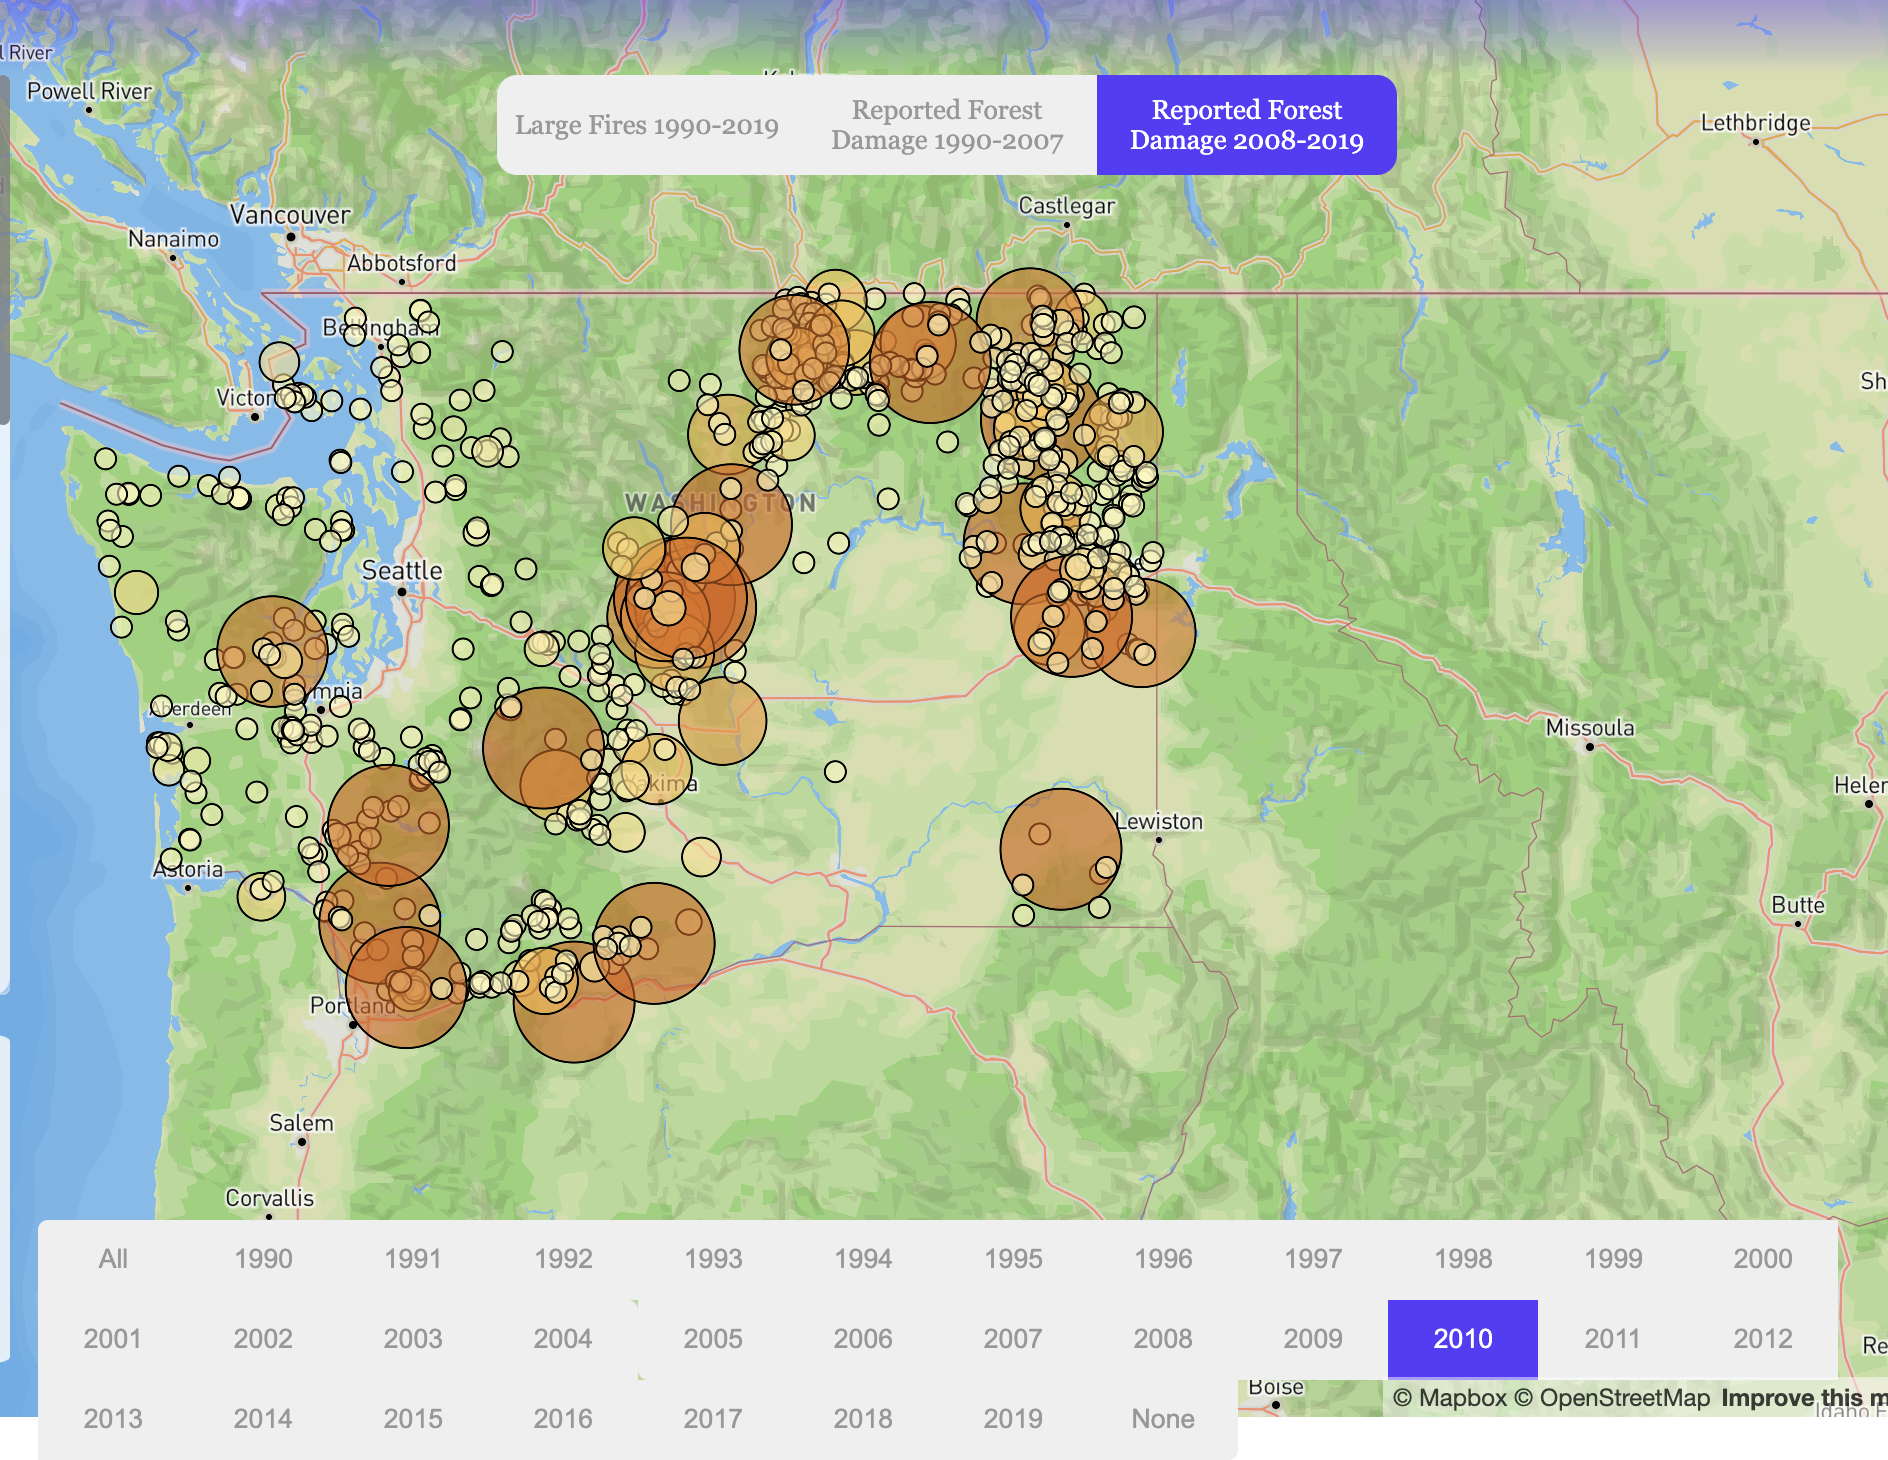 l River
Powell River
Large Fires 1990-2019
Reported Forest
Damage 1990-2007
Reported Forest
Damage 2008-2019
Lethbridge
Castlegar
Vancouver
Nanaimo
Abbotsford
Bellingham
Victor
Sh
WASHINGTON
Seattle
mpia
Aberdeen
Missoula
Yakima
Helen
Lewiston
Astoria
Butte
Portland
Salem
Corvallis
All 1990 1991 1992 1993 1994 1995 1996 1997 1998 1999 2000
2001 2002 2003 2004 2005 2006 2007 2008 2009 2010 2011 2012
Re
Boise
© Mapbox © OpenStreetMap Improve this m
2013 2014 2015 2016 2017 2018 2019 None